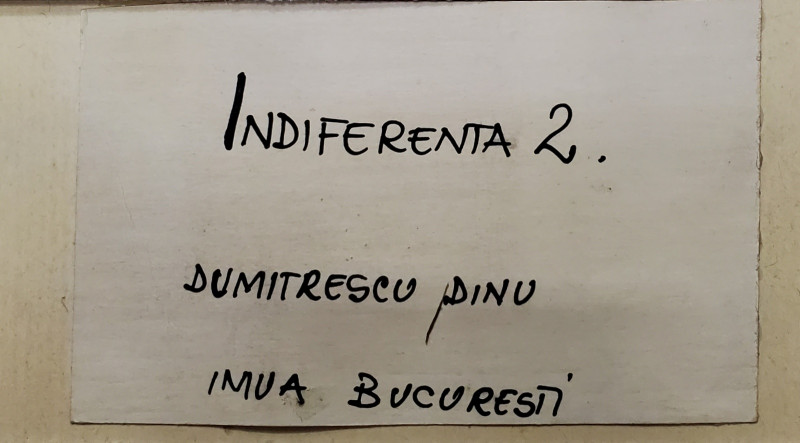 INDIFERENTA 2.
DUMITRESCU DINU
IMUA BUCURESTI